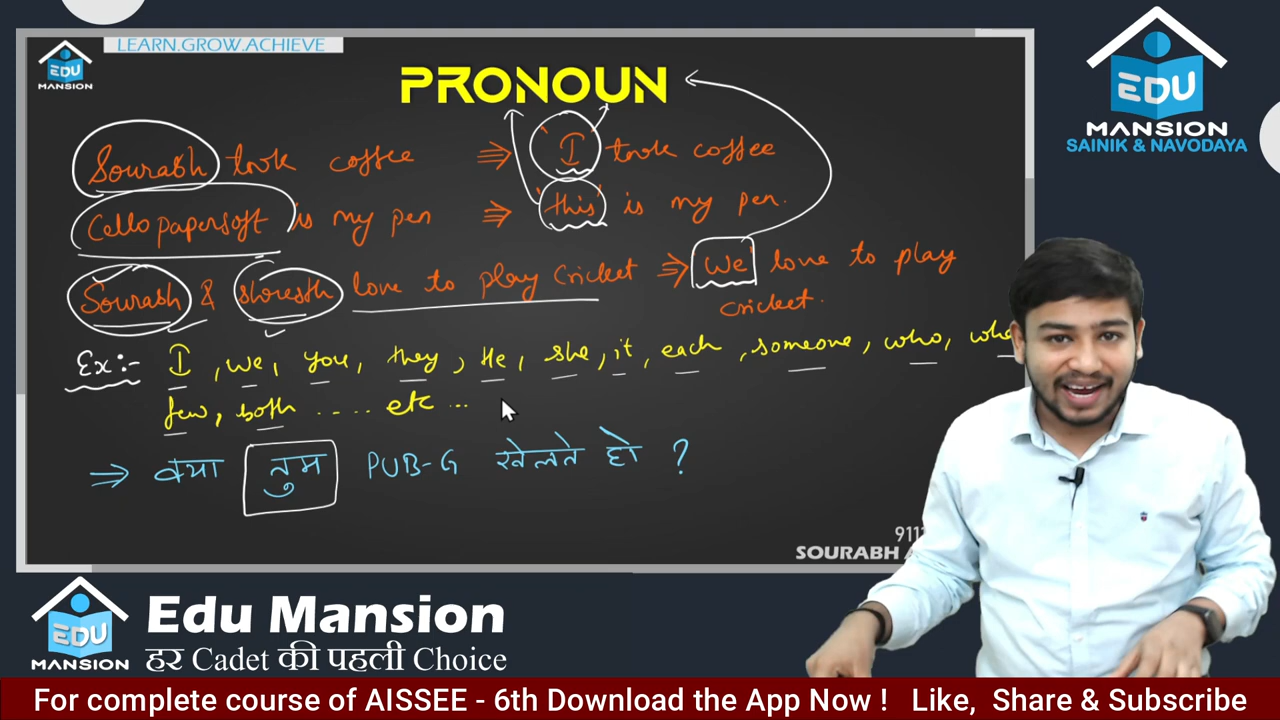 LEARN.GROW.ACHIEVE
EDU
MANSION
PRONOUN
EDU
MANSION
SAINIK & NAVODAYA
Sourabh took coffee ⇛ 'I' took coffee
Cello papersoft is my pen ⇛ 'this' is my pen.
Sourabh & shresth love to play cricket ⇛ 'We' love to play
cricket.
Ex:- I, we, you, they, He, she, it, each, someone, who,
few, both .... etc ...
⇒ क्या तुम PUB-G खेलते हो ?
911
SOURABH
EDU
MANSION
Edu Mansion
हर Cadet की पहली Choice
For complete course of AISSEE - 6th Download the App Now ! Like, Share & Subscribe